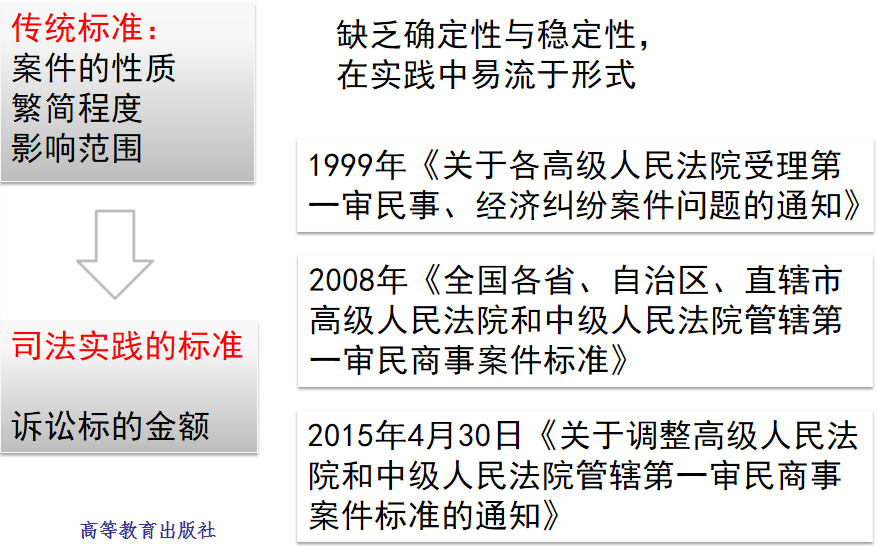 传统标准：
案件的性质
繁简程度
影响范围
缺乏确定性与稳定性，
在实践中易流于形式
1999年《关于各高级人民法院受理第
一审民事、经济纠纷案件问题的通知》
2008年《全国各省、自治区、直辖市
高级人民法院和中级人民法院管辖第
一审民商事案件标准》
司法实践的标准
诉讼标的金额
2015年4月30日《关于调整高级人民法
院和中级人民法院管辖第一审民商事
案件标准的通知》
高等教育出版社